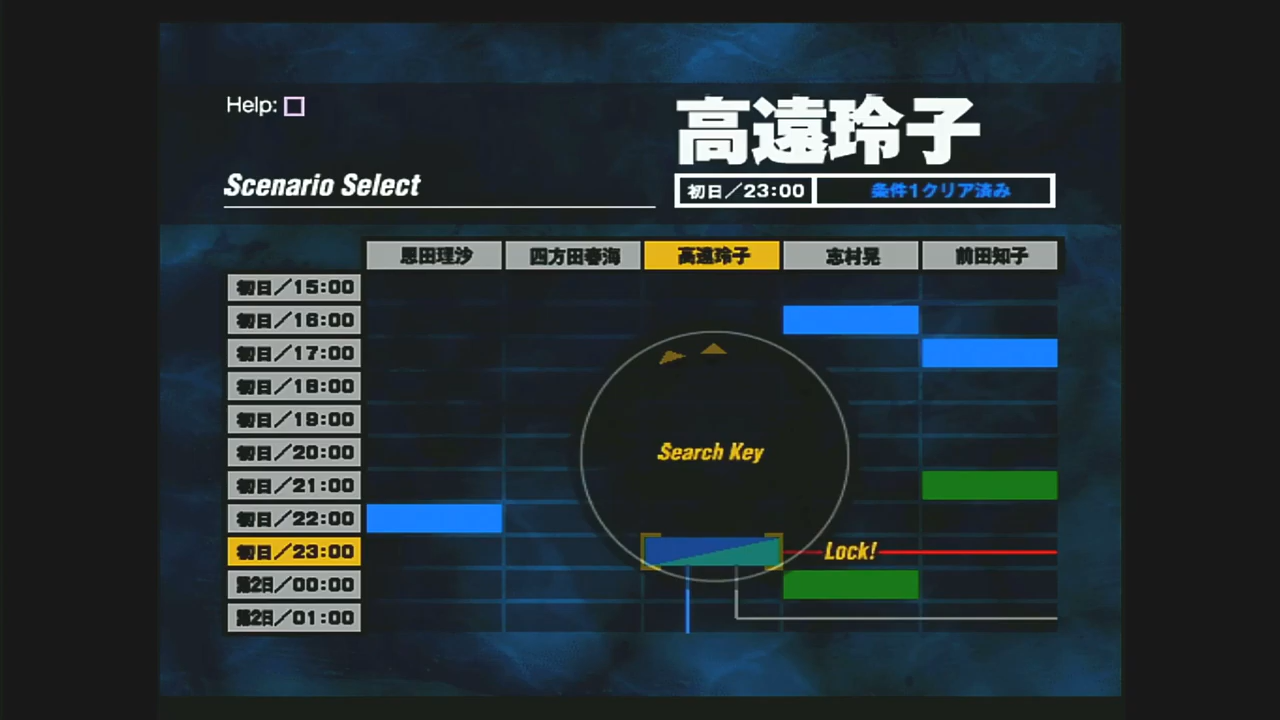 Help: □
高遠玲子
Scenario Select
初日／23:00 条件1クリア済み
恩田理沙 四方田春海 高遠玲子 志村晃 前田知子
初日／15:00
初日／16:00
初日／17:00
初日／18:00
初日／19:00
初日／20:00
Search Key
初日／21:00
初日／22:00
初日／23:00 Lock!
第2日／00:00
第2日／01:00